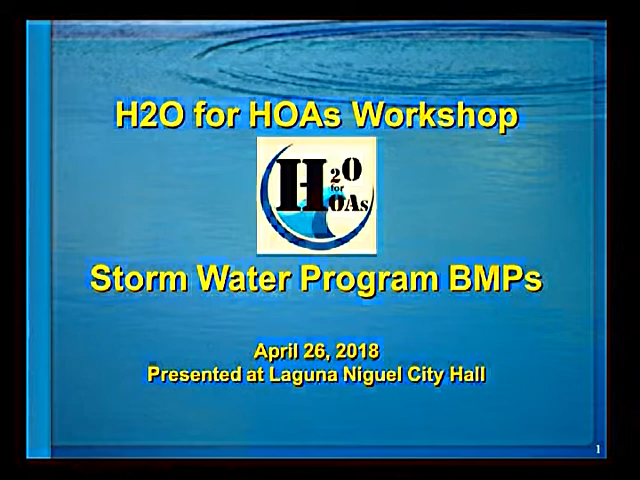 H2O for HOAs Workshop
H2O
for
HOAs
Storm Water Program BMPs
April 26, 2018
Presented at Laguna Niguel City Hall
1